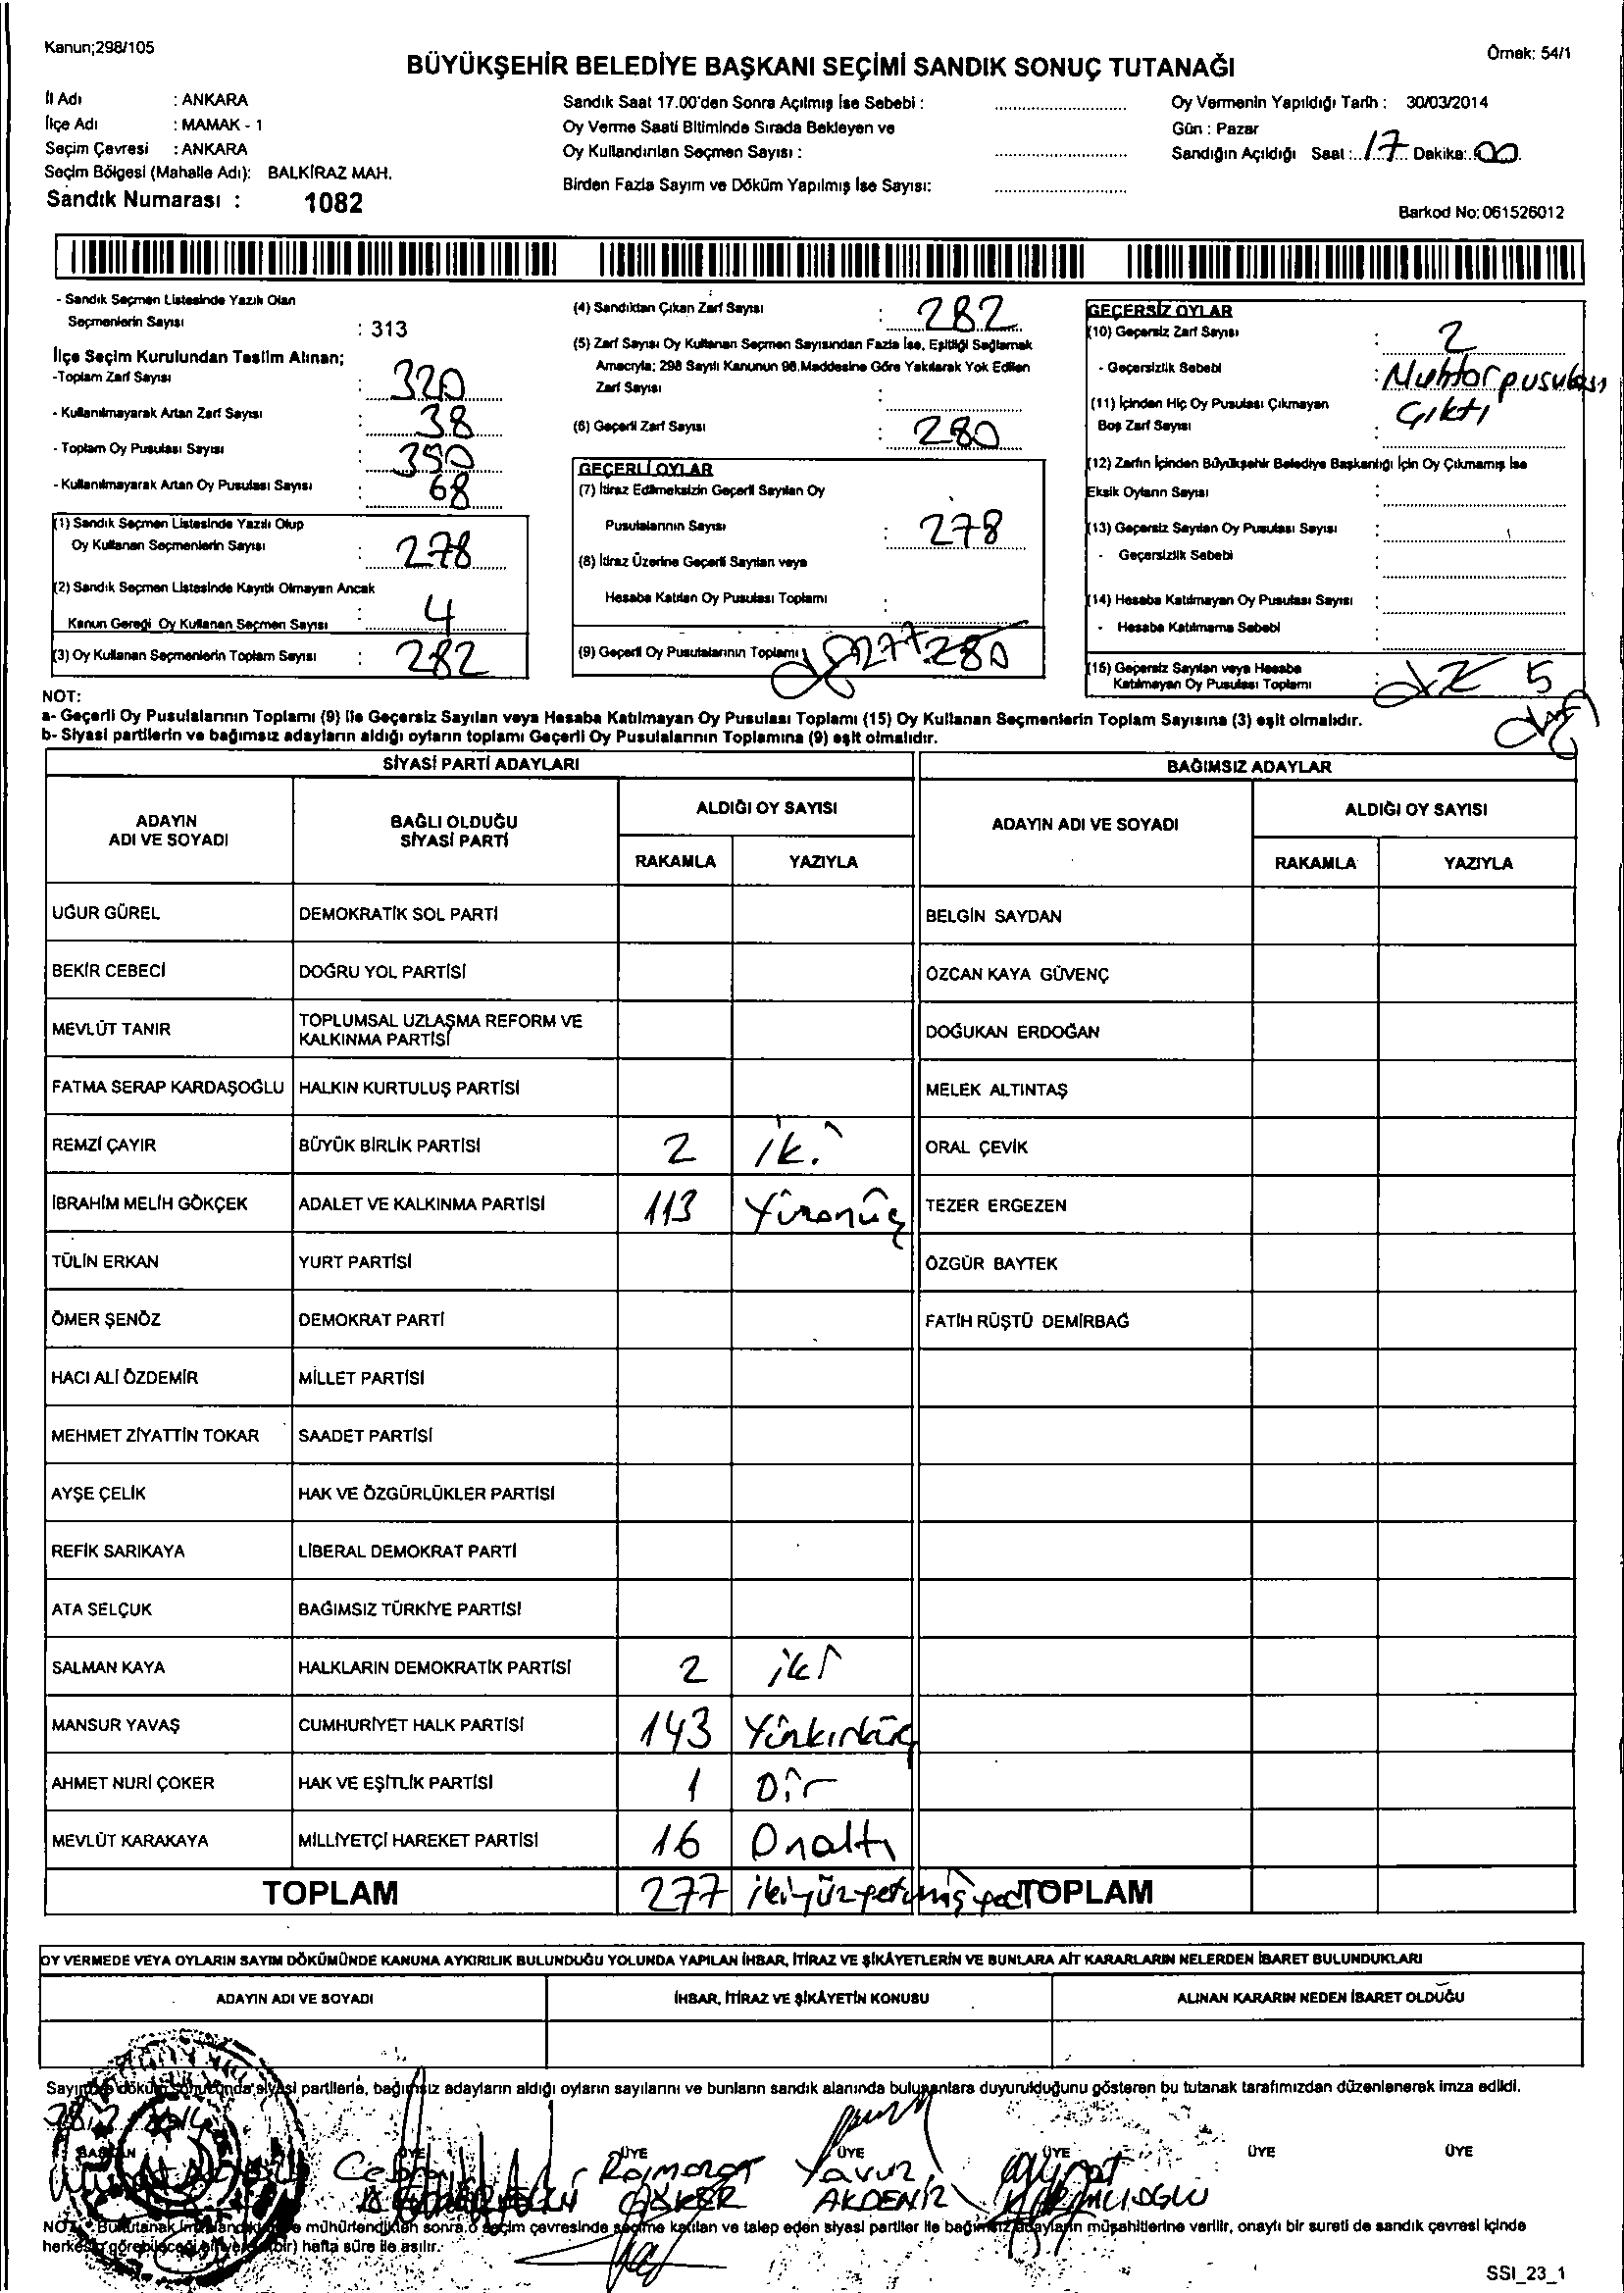 Kanun;298/105
Örnek: 54/1
BÜYÜKŞEHİR BELEDİYE BAŞKANI SEÇİMİ SANDIK SONUÇ TUTANAĞI
İl Adı : ANKARA
İlçe Adı : MAMAK - 1
Seçim Çevresi : ANKARA
Seçim Bölgesi (Mahalle Adı): BALKİRAZ MAH.
Sandık Numarası : 1082
Sandık Saat 17.00'den Sonra Açılmış İse Sebebi :
Oy Verme Saati Bitiminde Sırada Bekleyen ve
Oy Kullandırılan Seçmen Sayısı :
Birden Fazla Sayım ve Döküm Yapılmış İse Sayısı:
Oy Vermenin Yapıldığı Tarih : 30/03/2014
Gün : Pazar
Sandığın Açıldığı Saat : 17 Dakika: 00
Barkod No: 061526012
- Sandık Seçmen Listesinde Yazılı Olan
Seçmenlerin Sayısı : 313
İlçe Seçim Kurulundan Teslim Alınan;
-Toplam Zarf Sayısı : 320
- Kullanılmayarak Artan Zarf Sayısı : 38
- Toplam Oy Pusulası Sayısı : 350
- Kullanılmayarak Artan Oy Pusulası Sayısı : 68
(1) Sandık Seçmen Listesinde Yazılı Olup
Oy Kullanan Seçmenlerin Sayısı : 278
(2) Sandık Seçmen Listesinde Kayıtlı Olmayan Ancak
Kanun Gereği Oy Kullanan Seçmen Sayısı : 4
(3) Oy Kullanan Seçmenlerin Toplam Sayısı : 282
(4) Sandıktan Çıkan Zarf Sayısı : 282
(5) Zarf Sayısı Oy Kullanan Seçmen Sayısından Fazla İse, Eşitliği Sağlamak
Amacıyla; 298 Sayılı Kanunun 98.Maddesine Göre Yakılarak Yok Edilen
Zarf Sayısı :
(6) Geçerli Zarf Sayısı : 280
GEÇERLİ OYLAR
(7) İtiraz Edilmeksizin Geçerli Sayılan Oy
Pusulalarının Sayısı : 278
(8) İtiraz Üzerine Geçerli Sayılan veya
Hesaba Katılan Oy Pusulası Toplamı :
(9) Geçerli Oy Pusulalarının Toplamı 277 280
GEÇERSİZ OYLAR
(10) Geçersiz Zarf Sayısı : 2
- Geçersizlik Sebebi : Muhtar pusulası
çıktı
(11) İçinden Hiç Oy Pusulası Çıkmayan
Boş Zarf Sayısı :
(12) Zarfın İçinden Büyükşehir Belediye Başkanlığı İçin Oy Çıkmamış İse
Eksik Oyların Sayısı :
(13) Geçersiz Sayılan Oy Pusulası Sayısı :
- Geçersizlik Sebebi :
(14) Hesaba Katılmayan Oy Pusulası Sayısı :
- Hesaba Katılmama Sebebi :
(15) Geçersiz Sayılan veya Hesaba
Katılmayan Oy Pusulası Toplamı : 5
NOT:
a- Geçerli Oy Pusulalarının Toplamı (9) ile Geçersiz Sayılan veya Hesaba Katılmayan Oy Pusulası Toplamı (15) Oy Kullanan Seçmenlerin Toplam Sayısına (3) eşit olmalıdır.
b- Siyasi partilerin ve bağımsız adayların aldığı oyların toplamı Geçerli Oy Pusulalarının Toplamına (9) eşit olmalıdır.
SİYASİ PARTİ ADAYLARI
BAĞIMSIZ ADAYLAR
ADAYIN ADI VE SOYADI
BAĞLI OLDUĞU SİYASİ PARTİ
ALDIĞI OY SAYISI
RAKAMLA YAZIYLA
ADAYIN ADI VE SOYADI
ALDIĞI OY SAYISI
RAKAMLA YAZIYLA
UĞUR GÜREL DEMOKRATİK SOL PARTİ BELGİN SAYDAN
BEKİR CEBECİ DOĞRU YOL PARTİSİ ÖZCAN KAYA GÜVENÇ
MEVLÜT TANIR TOPLUMSAL UZLAŞMA REFORM VE KALKINMA PARTİSİ DOĞUKAN ERDOĞAN
FATMA SERAP KARDAŞOĞLU HALKIN KURTULUŞ PARTİSİ MELEK ALTINTAŞ
REMZİ ÇAYIR BÜYÜK BİRLİK PARTİSİ 2 iki ORAL ÇEVİK
İBRAHİM MELİH GÖKÇEK ADALET VE KALKINMA PARTİSİ 113 Yüzonüç TEZER ERGEZEN
TÜLİN ERKAN YURT PARTİSİ ÖZGÜR BAYTEK
ÖMER ŞENÖZ DEMOKRAT PARTİ FATİH RÜŞTÜ DEMİRBAĞ
HACI ALİ ÖZDEMİR MİLLET PARTİSİ
MEHMET ZİYATTİN TOKAR SAADET PARTİSİ
AYŞE ÇELİK HAK VE ÖZGÜRLÜKLER PARTİSİ
REFİK SARIKAYA LİBERAL DEMOKRAT PARTİ
ATA SELÇUK BAĞIMSIZ TÜRKİYE PARTİSİ
SALMAN KAYA HALKLARIN DEMOKRATİK PARTİSİ 2 iki
MANSUR YAVAŞ CUMHURİYET HALK PARTİSİ 143 Yüzkırküç
AHMET NURİ ÇOKER HAK VE EŞİTLİK PARTİSİ 1 Bir
MEVLÜT KARAKAYA MİLLİYETÇİ HAREKET PARTİSİ 16 Onaltı
TOPLAM 277 ikiyüzyetmişyedi TOPLAM
OY VERMEDE VEYA OYLARIN SAYIM DÖKÜMÜNDE KANUNA AYKIRILIK BULUNDUĞU YOLUNDA YAPILAN İHBAR, İTİRAZ VE ŞİKÂYETLERİN VE BUNLARA AİT KARARLARIN NELERDEN İBARET BULUNDUKLARI
ADAYIN ADI VE SOYADI İHBAR, İTİRAZ VE ŞİKÂYETİN KONUSU ALINAN KARARIN NEDEN İBARET OLDUĞU
Sayım ve döküm sonucunda siyasi partilerle, bağımsız adayların aldığı oyların sayılarını ve bunların sandık alanında bulunanlara duyurulduğunu gösteren bu tutanak tarafımızdan düzenlenerek imza edildi.
BAŞKAN ÜYE ÜYE ÜYE ÜYE ÜYE ÜYE
Ramazan Yavuz
AKDENİZ
NOT: Bu tutanak imzalandıktan ve mühürlendikten sonra o seçim çevresinde seçime katılan ve talep eden siyasi partiler ile bağımsız adayların müşahitlerine verilir, onaylı bir sureti de sandık çevresi içinde
herkesin görebileceği bir yerde (bir) hafta süre ile asılır.
SSI_23_1